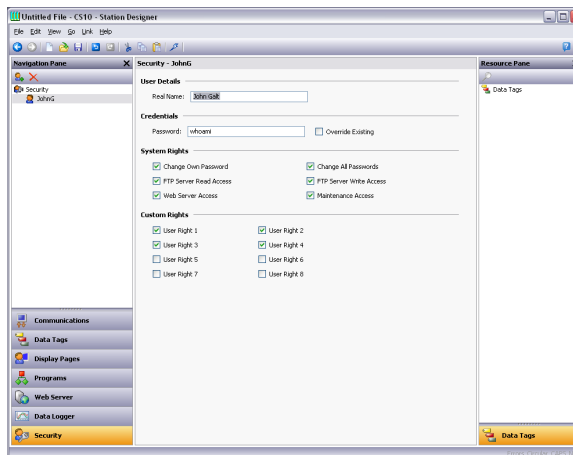 Untitled File - CS10 - Station Designer
File Edit View Go Link Help
Navigation Pane
Security
JohnG
Communications
Data Tags
Display Pages
Programs
Web Server
Data Logger
Security
Security - JohnG
User Details
Real Name: John Galt
Credentials
Password: whoami Override Existing
System Rights
Change Own Password Change All Passwords
FTP Server Read Access FTP Server Write Access
Web Server Access Maintenance Access
Custom Rights
User Right 1 User Right 2
User Right 3 User Right 4
User Right 5 User Right 6
User Right 7 User Right 8
Resource Pane
Data Tags
Data Tags